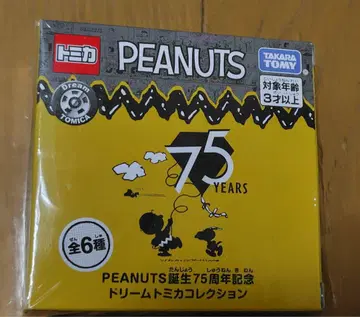 トミカ
PEANUTS
TAKARA TOMY
対象年齢
3才以上
Dream
TOMICA
75
YEARS
全6種
PEANUTS誕生75周年記念
ドリームトミカコレクション